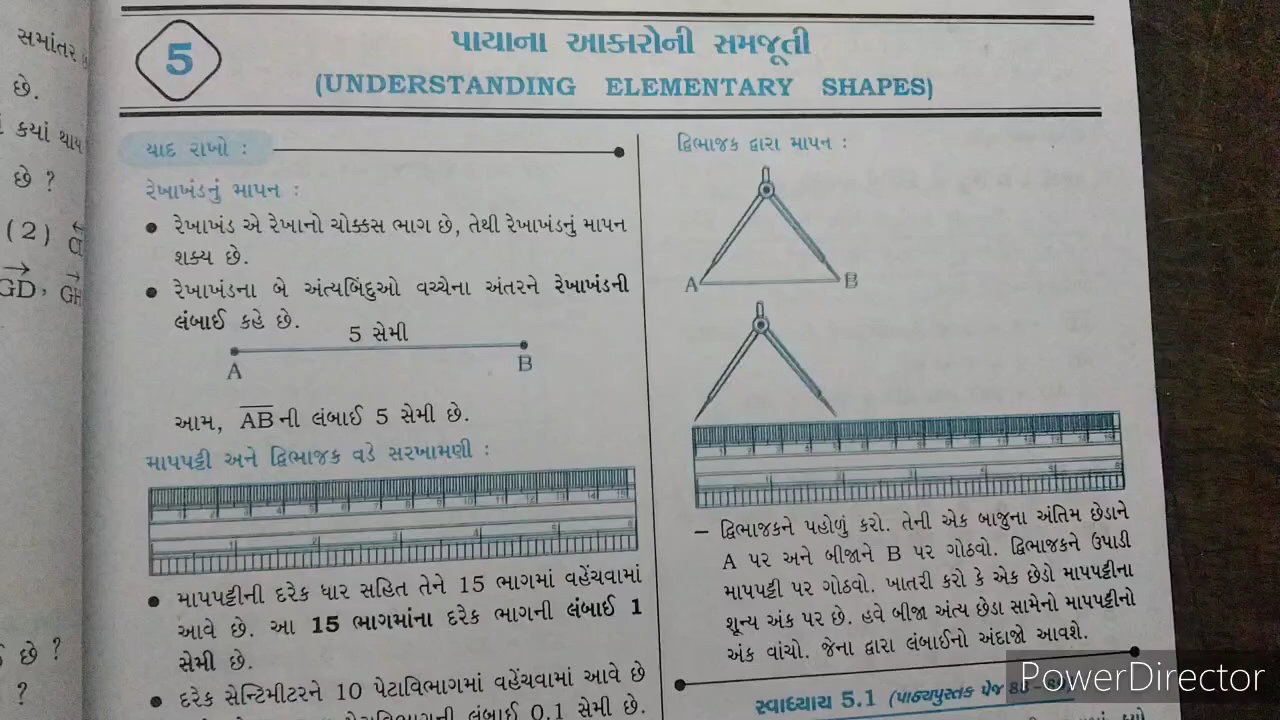 સમાંતર
છે.
કયાં થાય
છે ?
(2)
GD, GH
છે ?
?
5
પાયાના આકારોની સમજૂતી
(UNDERSTANDING ELEMENTARY SHAPES)
યાદ રાખો :
રેખાખંડનું માપન :
• રેખાખંડ એ રેખાનો ચોક્કસ ભાગ છે, તેથી રેખાખંડનું માપન
શક્ય છે.
• રેખાખંડના બે અંત્યબિંદુઓ વચ્ચેના અંતરને રેખાખંડની
લંબાઈ કહે છે.
5 સેમી
A B
આમ, AB ની લંબાઈ 5 સેમી છે.
માપપટ્ટી અને દ્વિભાજક વડે સરખામણી :
• માપપટ્ટીની દરેક ધાર સહિત તેને 15 ભાગમાં વહેંચવામાં
આવે છે. આ 15 ભાગમાંના દરેક ભાગની લંબાઈ 1
સેમી છે.
• દરેક સેન્ટિમીટરને 10 પેટાવિભાગમાં વહેંચવામાં આવે છે
લંબાઈ 0.1 સેમી છે.
દ્વિભાજક દ્વારા માપન :
A B
– દ્વિભાજકને પહોળું કરો. તેની એક બાજુના અંતિમ છેડાને
A પર અને બીજાને B પર ગોઠવો. દ્વિભાજકને ઉપાડી
માપપટ્ટી પર ગોઠવો. ખાતરી કરો કે એક છેડો માપપટ્ટીના
શૂન્ય અંક પર છે. હવે બીજા અંત્ય છેડા સામેનો માપપટ્ટીનો
અંક વાંચો. જેના દ્વારા લંબાઈનો અંદાજો આવશે.
સ્વાધ્યાય 5.1 (પાઠ્યપુસ્તક પેજ
PowerDirector